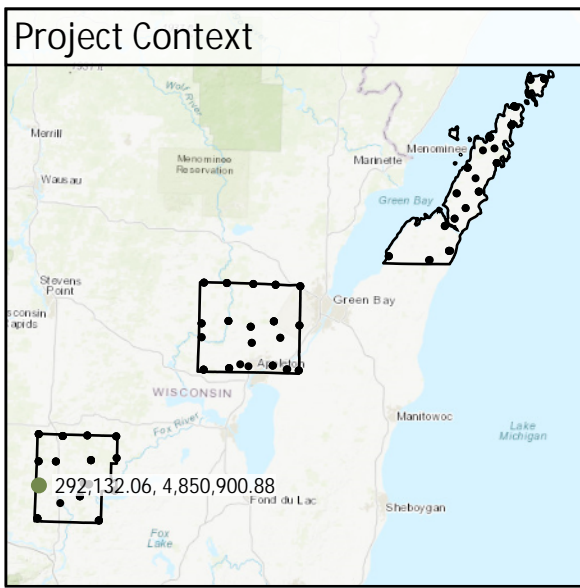 Project Context
Wolf
River
Merrill
Menominee
Menominee
Reservation
Marinette
Wausau
Green Bay
Stevens
Point
Green Bay
Appleton
WISCONSIN
Fox River
Manitowoc
Lake
Michigan
292,132.06, 4,850,900.88
Fond du Lac
Sheboygan
Fox
Lake